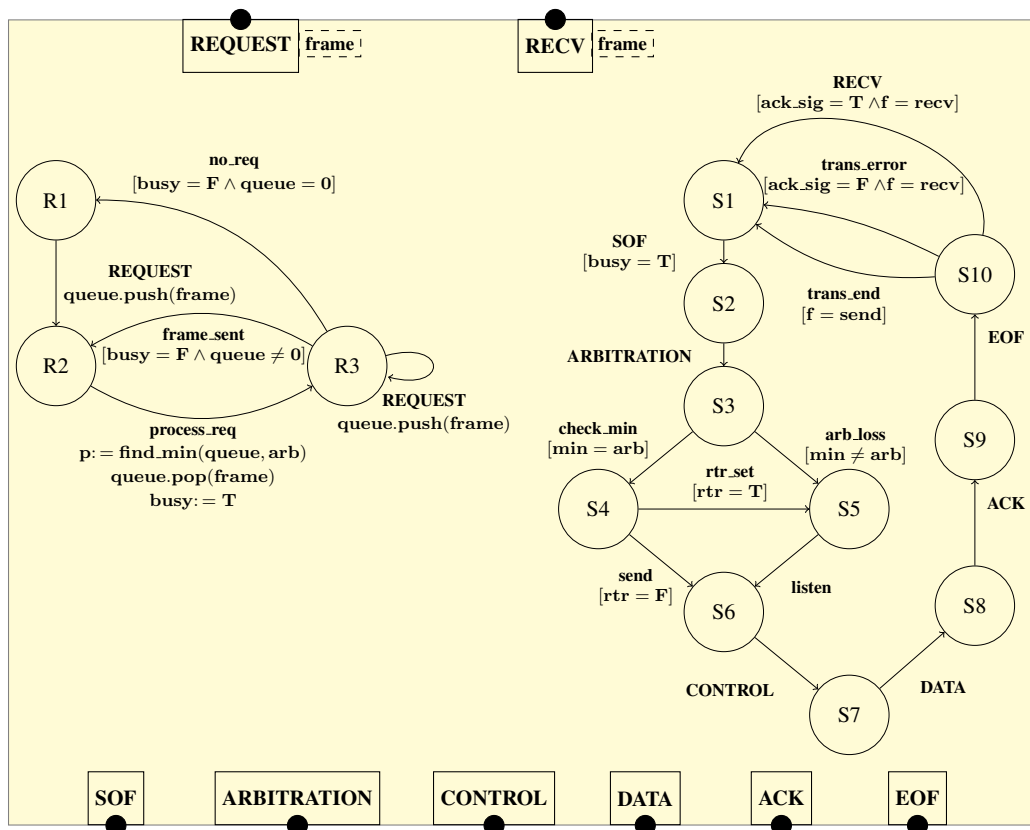 REQUEST frame
RECV frame
RECV
[ack_sig = T ∧f = recv]
no_req
[busy = F ∧ queue = 0]
trans_error
[ack_sig = F ∧f = recv]
R1
S1
SOF
[busy = T]
S10
REQUEST
queue.push(frame)
trans_end
[f = send]
S2
frame_sent
[busy = F ∧ queue ≠ 0]
EOF
ARBITRATION
R2
R3
REQUEST
queue.push(frame)
S3
process_req
p:= find_min(queue, arb)
queue.pop(frame)
busy:= T
check_min
[min = arb]
arb_loss
[min ≠ arb]
S9
rtr_set
[rtr = T]
S4
S5
ACK
send
[rtr = F]
listen
S6
S8
CONTROL
DATA
S7
SOF
ARBITRATION
CONTROL
DATA
ACK
EOF